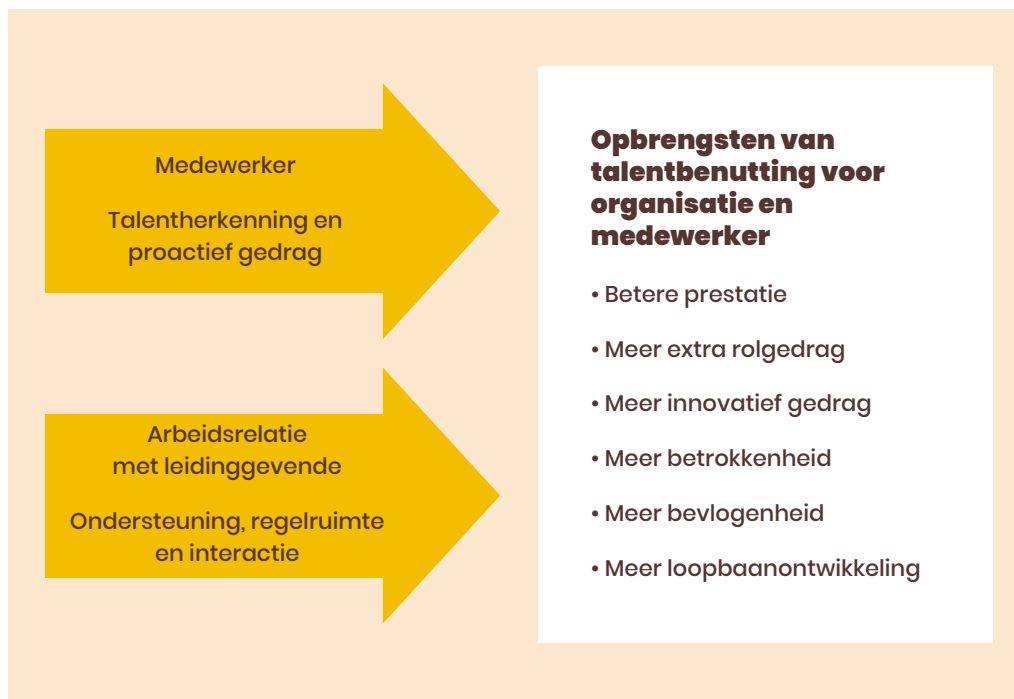 Medewerker
Talentherkenning en
proactief gedrag
Arbeidsrelatie
met leidinggevende
Ondersteuning, regelruimte
en interactie
Opbrengsten van
talentbenutting voor
organisatie en
medewerker
• Betere prestatie
• Meer extra rolgedrag
• Meer innovatief gedrag
• Meer betrokkenheid
• Meer bevlogenheid
• Meer loopbaanontwikkeling